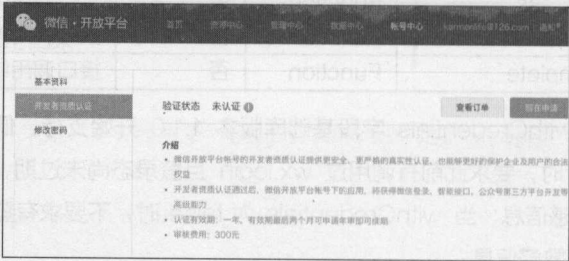 微信·开放平台
首页 资源中心 管理中心 数据中心 帐号中心
基本资料
开发者资质认证
修改密码
验证状态 未认证
查看订单 现在申请
介绍
微信开放平台帐号的开发者资质认证提供更安全、更严格的真实性认证、也能够更好的保护企业及用户的合法
权益
开发者资质认证通过后,微信开放平台帐号下的应用,将获得微信登录、智能接口、公众号第三方平台开发等
高级能力
认证有效期:一年,有效期最后两个月可申请年审即可续期
审核费用:300元